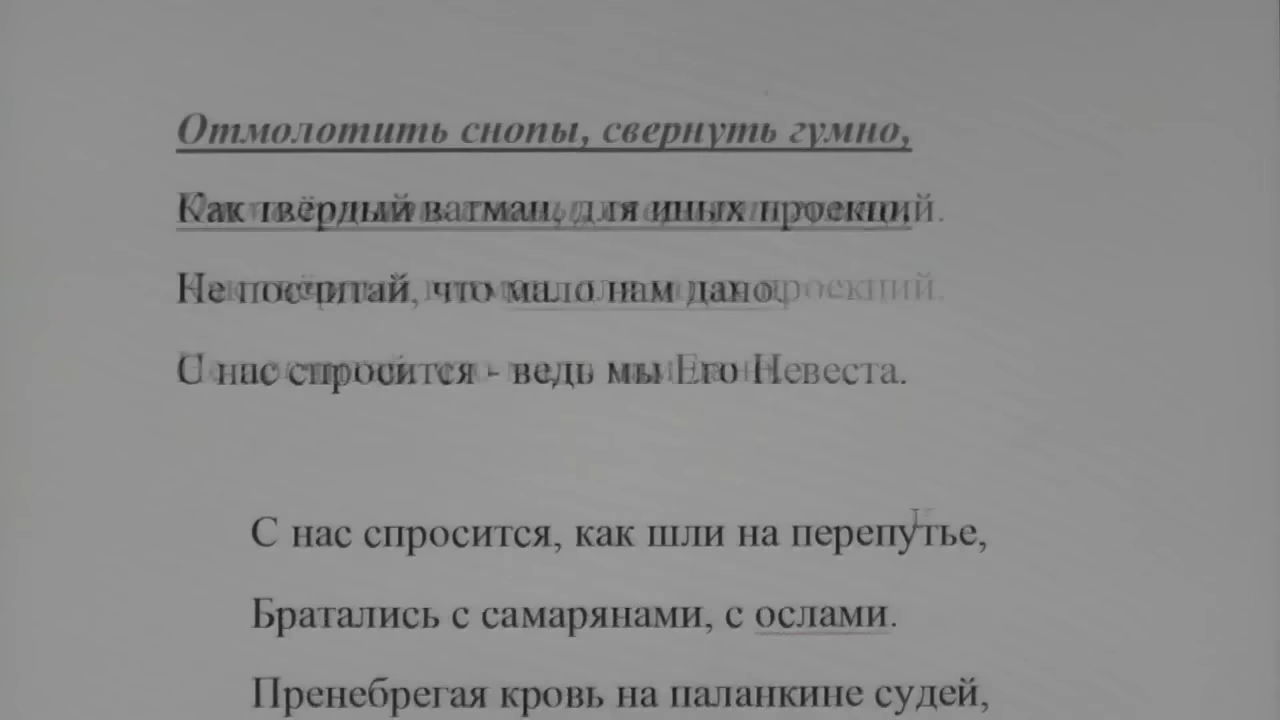 Отмолотить снопы, свернуть гумно,
Как твёрдый ватман, для иных проекций.
Не посчитай, что мало нам дано.
С нас спросится - ведь мы Его Невеста.
С нас спросится, как шли на перепутье,
Братались с самарянами, с ослами.
Пренебрегая кровь на паланкине судей,